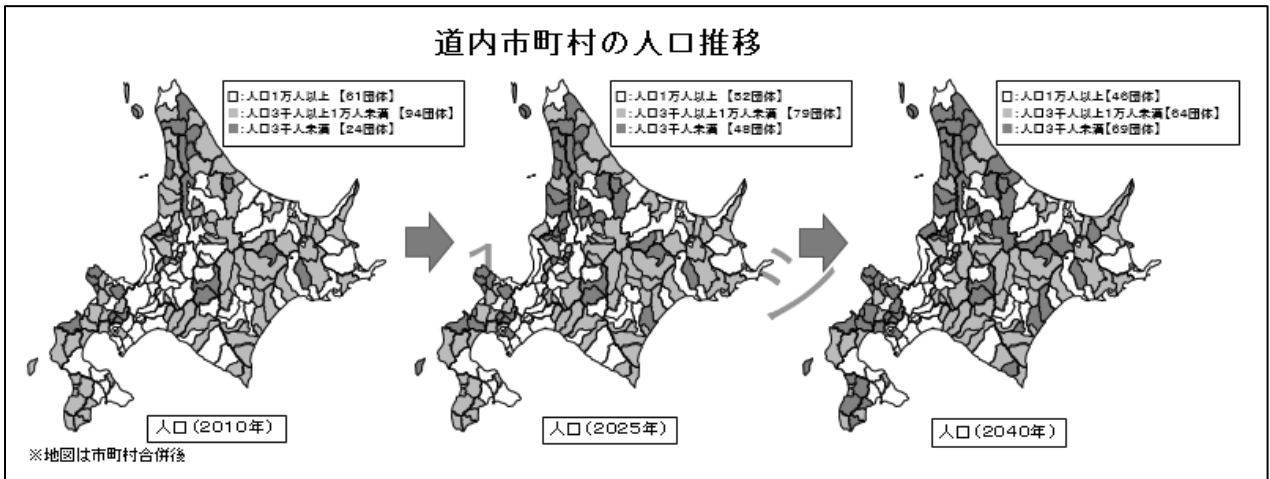 道内市町村の人口推移
□:人口1万人以上 【61団体】
■:人口3千人以上1万人未満 【94団体】
■:人口3千人未満 【24団体】
□:人口1万人以上 【52団体】
■:人口3千人以上1万人未満 【79団体】
■:人口3千人未満 【48団体】
□:人口1万人以上【46団体】
■:人口3千人以上1万人未満【64団体】
■:人口3千人未満【69団体】
人口(2010年)
人口(2025年)
人口(2040年)
※地図は市町村合併後